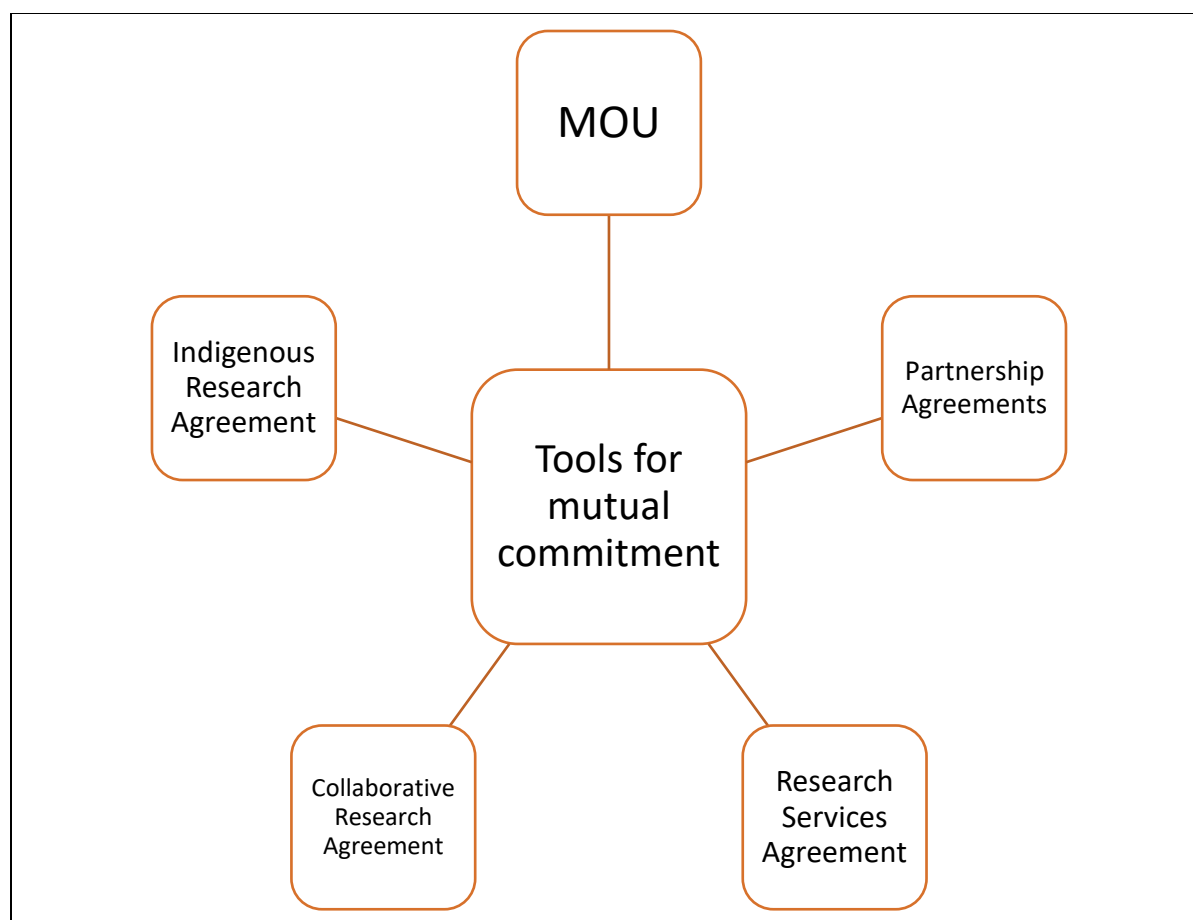 MOU
Indigenous
Research
Agreement
Partnership
Agreements
Tools for
mutual
commitment
Collaborative
Research
Agreement
Research
Services
Agreement